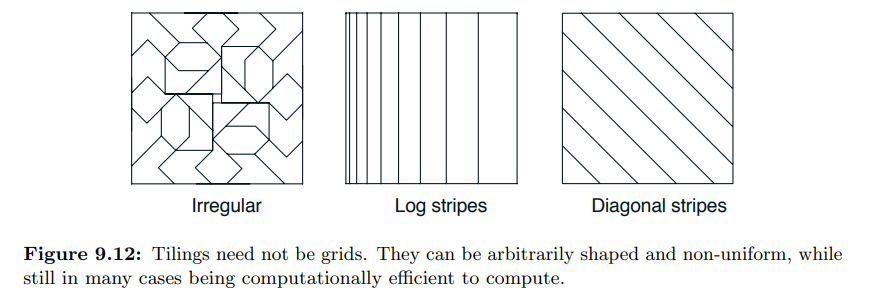 Irregular Log stripes Diagonal stripes
Figure 9.12: Tilings need not be grids. They can be arbitrarily shaped and non-uniform, while
still in many cases being computationally efficient to compute.